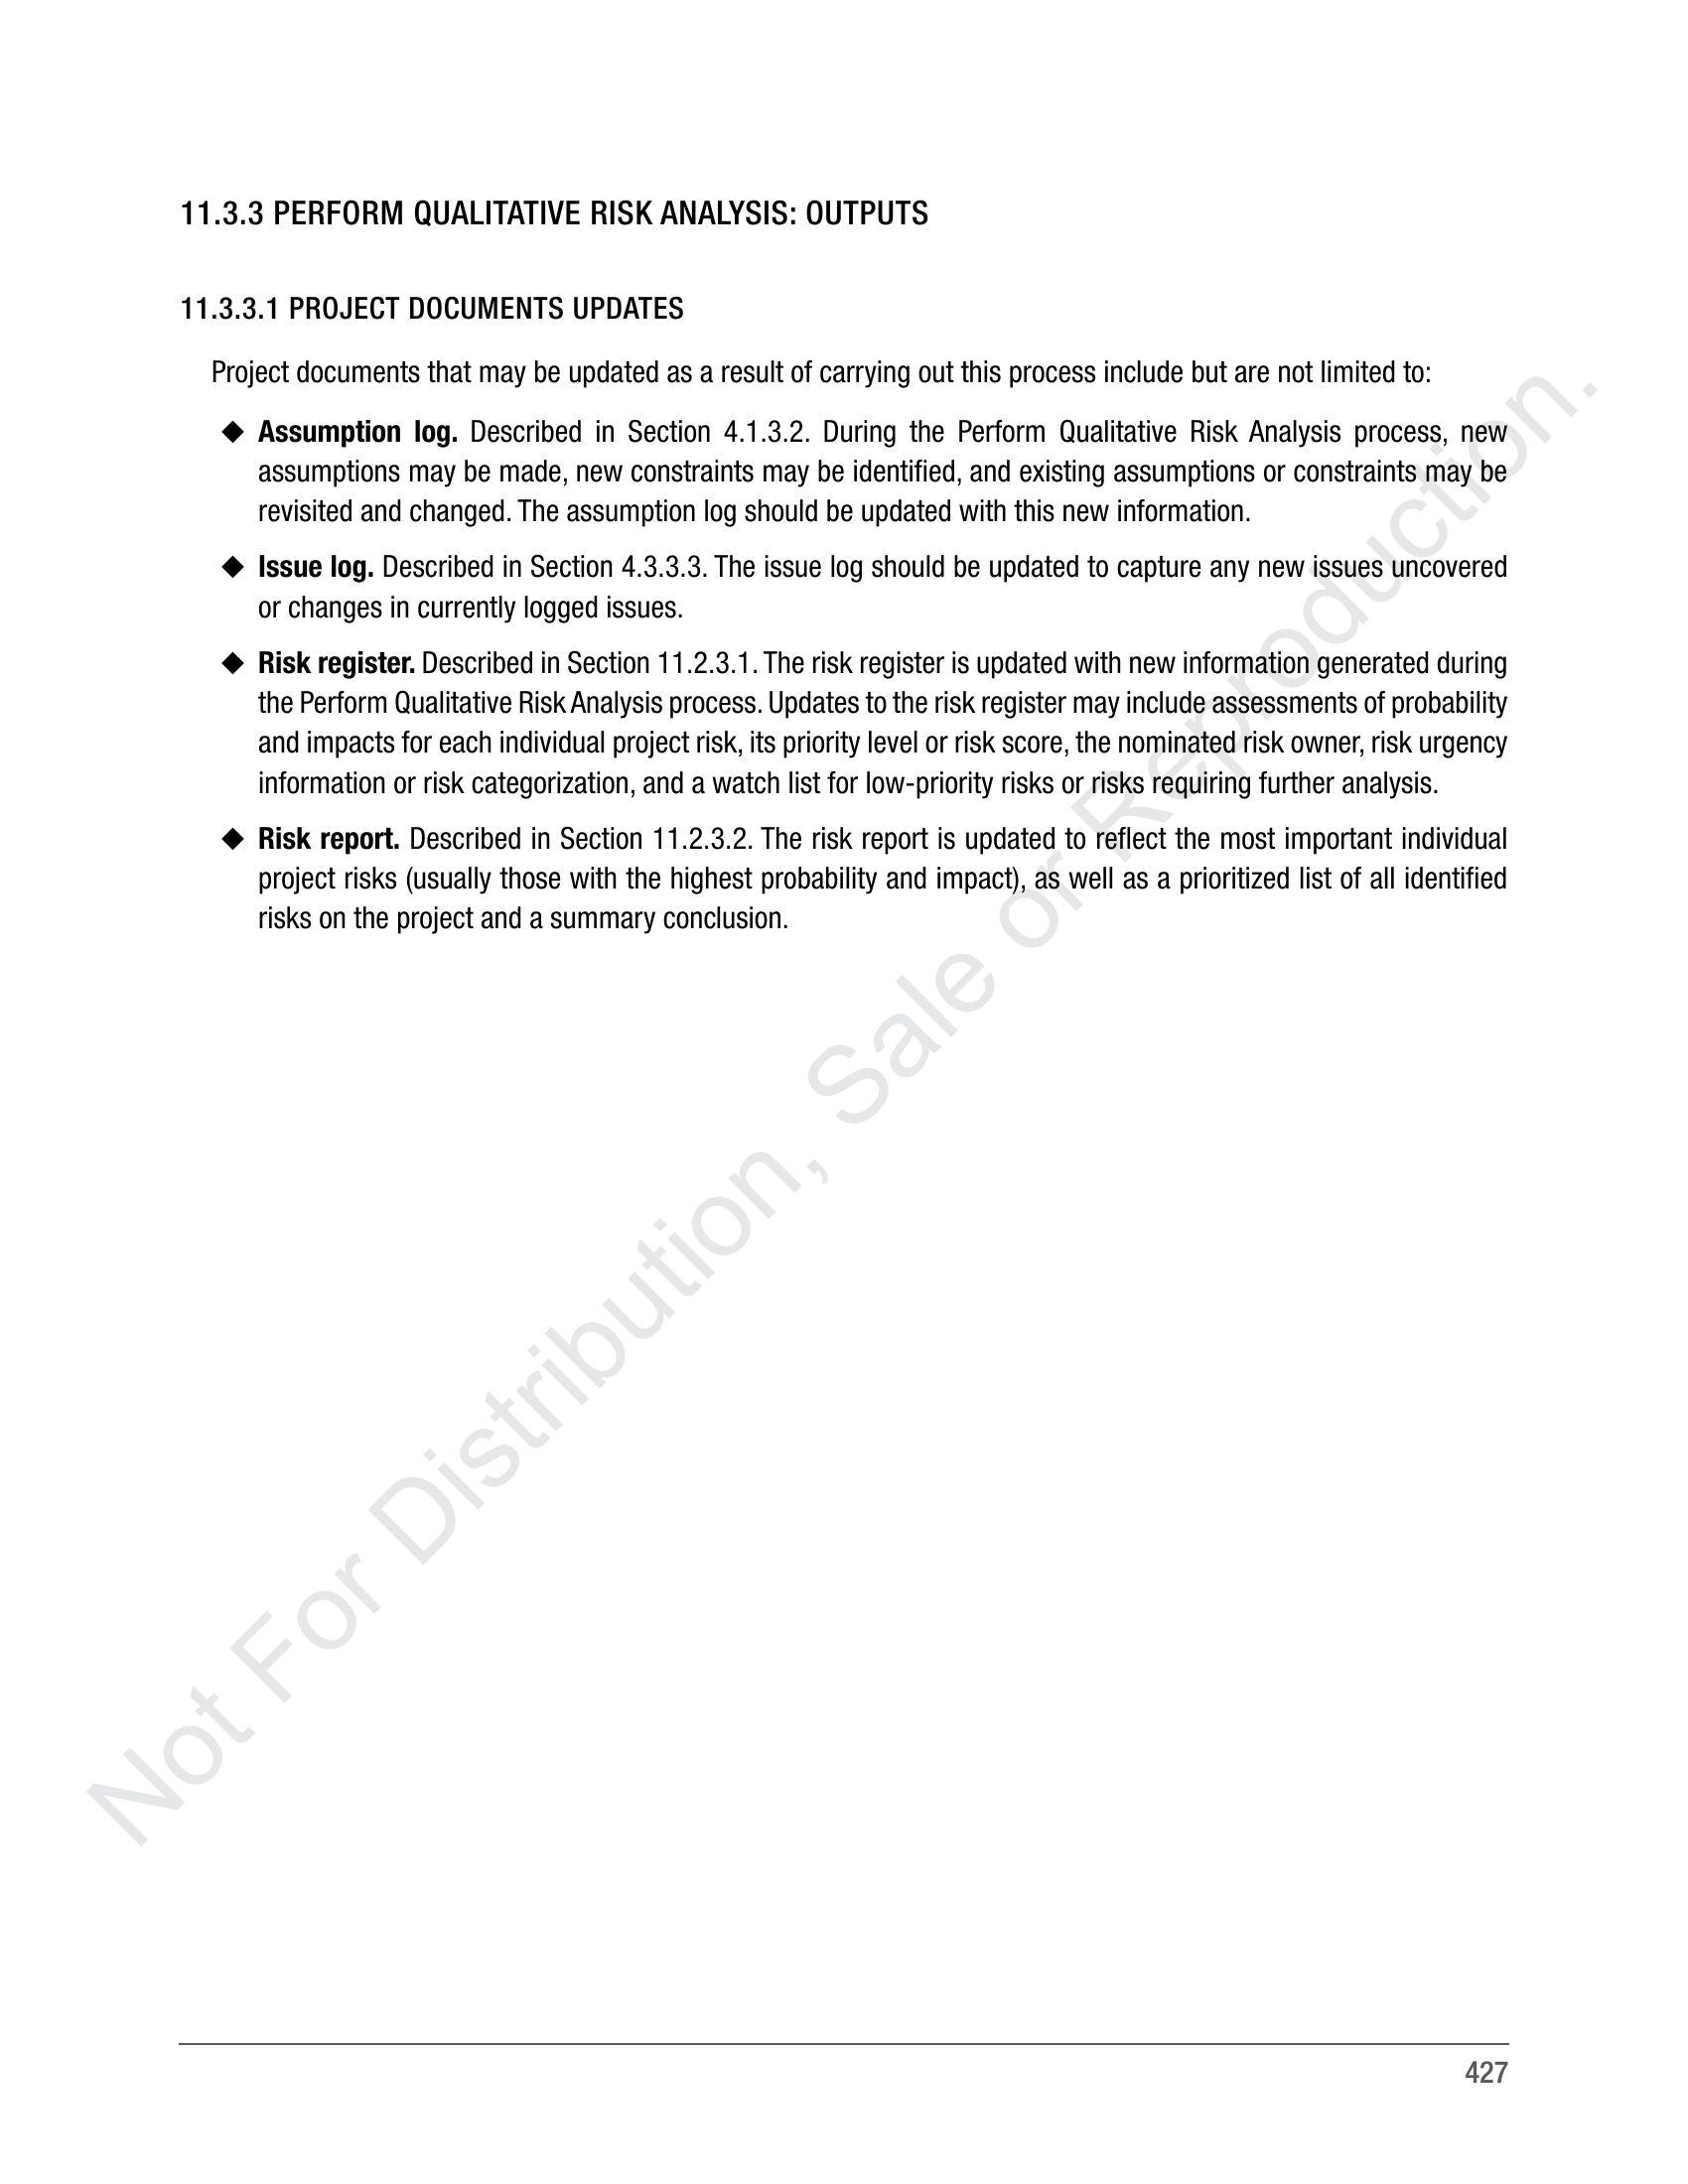 11.3.3 PERFORM QUALITATIVE RISK ANALYSIS: OUTPUTS
11.3.3.1 PROJECT DOCUMENTS UPDATES
Project documents that may be updated as a result of carrying out this process include but are not limited to:
◆ Assumption log. Described in Section 4.1.3.2. During the Perform Qualitative Risk Analysis process, new
assumptions may be made, new constraints may be identified, and existing assumptions or constraints may be
revisited and changed. The assumption log should be updated with this new information.
◆ Issue log. Described in Section 4.3.3.3. The issue log should be updated to capture any new issues uncovered
or changes in currently logged issues.
◆ Risk register. Described in Section 11.2.3.1. The risk register is updated with new information generated during
the Perform Qualitative Risk Analysis process. Updates to the risk register may include assessments of probability
and impacts for each individual project risk, its priority level or risk score, the nominated risk owner, risk urgency
information or risk categorization, and a watch list for low-priority risks or risks requiring further analysis.
◆ Risk report. Described in Section 11.2.3.2. The risk report is updated to reflect the most important individual
project risks (usually those with the highest probability and impact), as well as a prioritized list of all identified
risks on the project and a summary conclusion.
Not For Distribution, Sale or Reproduction.
427